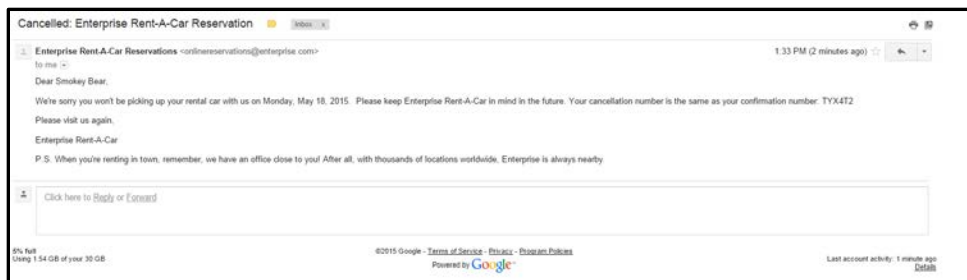 Cancelled: Enterprise Rent-A-Car Reservation Inbox x
Enterprise Rent-A-Car Reservations <onlinereservations@enterprise.com> 1:33 PM (2 minutes ago)
to me
Dear Smokey Bear,
We're sorry you won't be picking up your rental car with us on Monday, May 18, 2015. Please keep Enterprise Rent-A-Car in mind in the future. Your cancellation number is the same as your confirmation number: TYX4T2
Please visit us again.
Enterprise Rent-A-Car
P.S. When you're renting in town, remember, we have an office close to you! After all, with thousands of locations worldwide, Enterprise is always nearby.
Click here to Reply or Forward
5% full
Using 1.54 GB of your 30 GB
©2015 Google - Terms of Service - Privacy - Program Policies
Powered by Google™
Last account activity: 1 minute ago
Details